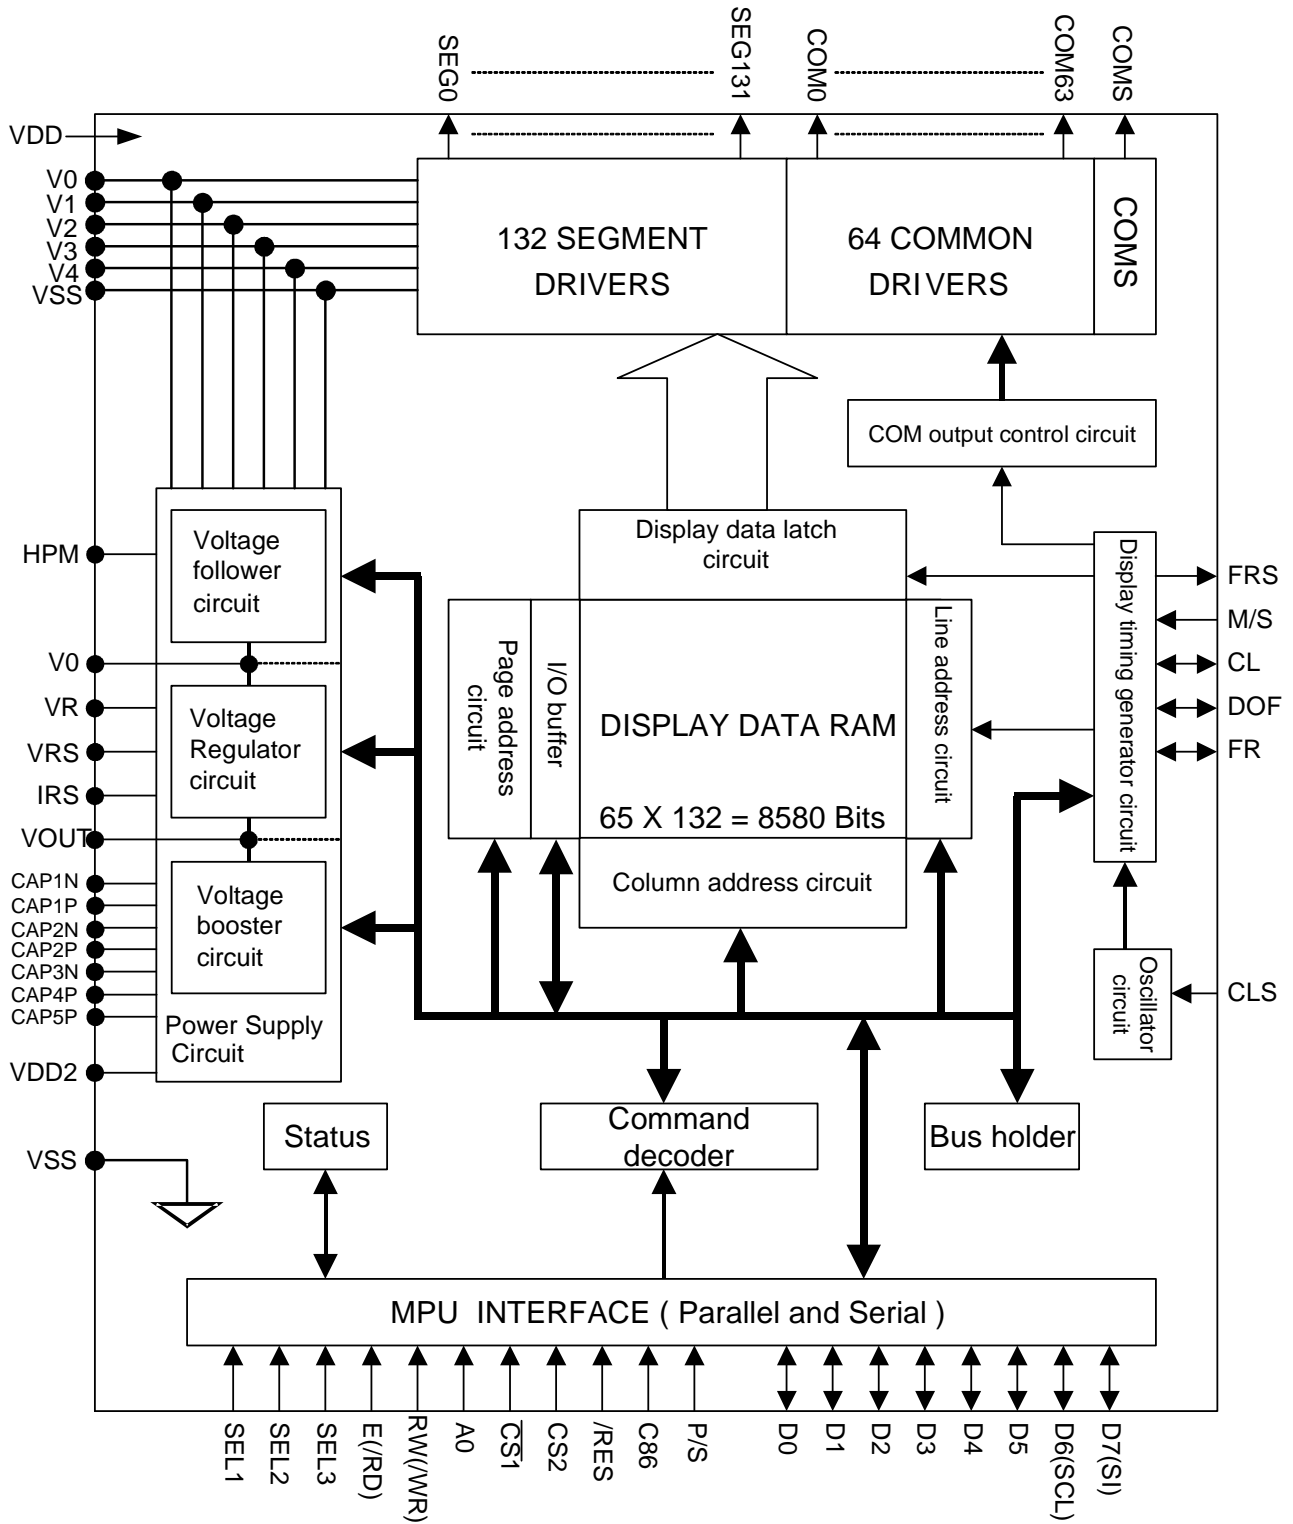 SEG0
SEG131
COM0
COM63
COMS
VDD
V0
V1
V2
V3
V4
VSS
132 SEGMENT
DRIVERS
64 COMMON
DRIVERS
COMS
COM output control circuit
HPM
Voltage
follower
circuit
Display data latch
circuit
Display timing generator circuit
FRS
M/S
CL
DOF
FR
Page address
circuit
I/O buffer
Line address circuit
DISPLAY DATA RAM
65 X 132 = 8580 Bits
V0
VR
VRS
IRS
VOUT
Voltage
Regulator
circuit
CAP1N
CAP1P
CAP2N
CAP2P
CAP3N
CAP4P
CAP5P
Voltage
booster
circuit
Column address circuit
Oscillator
circuit
CLS
Power Supply
Circuit
VDD2
Status
Command
decoder
Bus holder
VSS
MPU INTERFACE ( Parallel and Serial )
SEL1
SEL2
SEL3
E(/RD)
RW(/WR)
A0
CS1
CS2
/RES
C86
P/S
D0
D1
D2
D3
D4
D5
D6(SCL)
D7(SI)